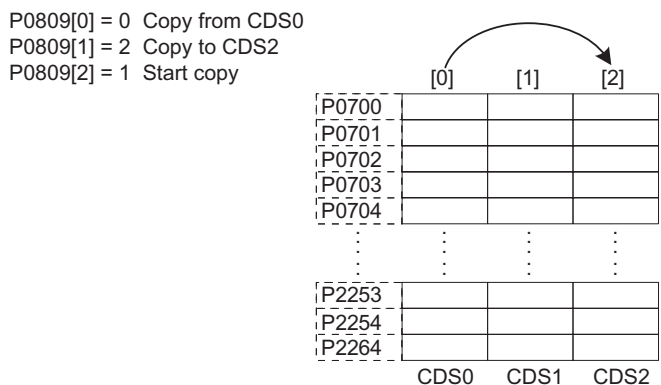 P0809[0] = 0 Copy from CDS0
P0809[1] = 2 Copy to CDS2
P0809[2] = 1 Start copy
[0] [1] [2]
P0700
P0701
P0702
P0703
P0704
P2253
P2254
P2264
CDS0 CDS1 CDS2